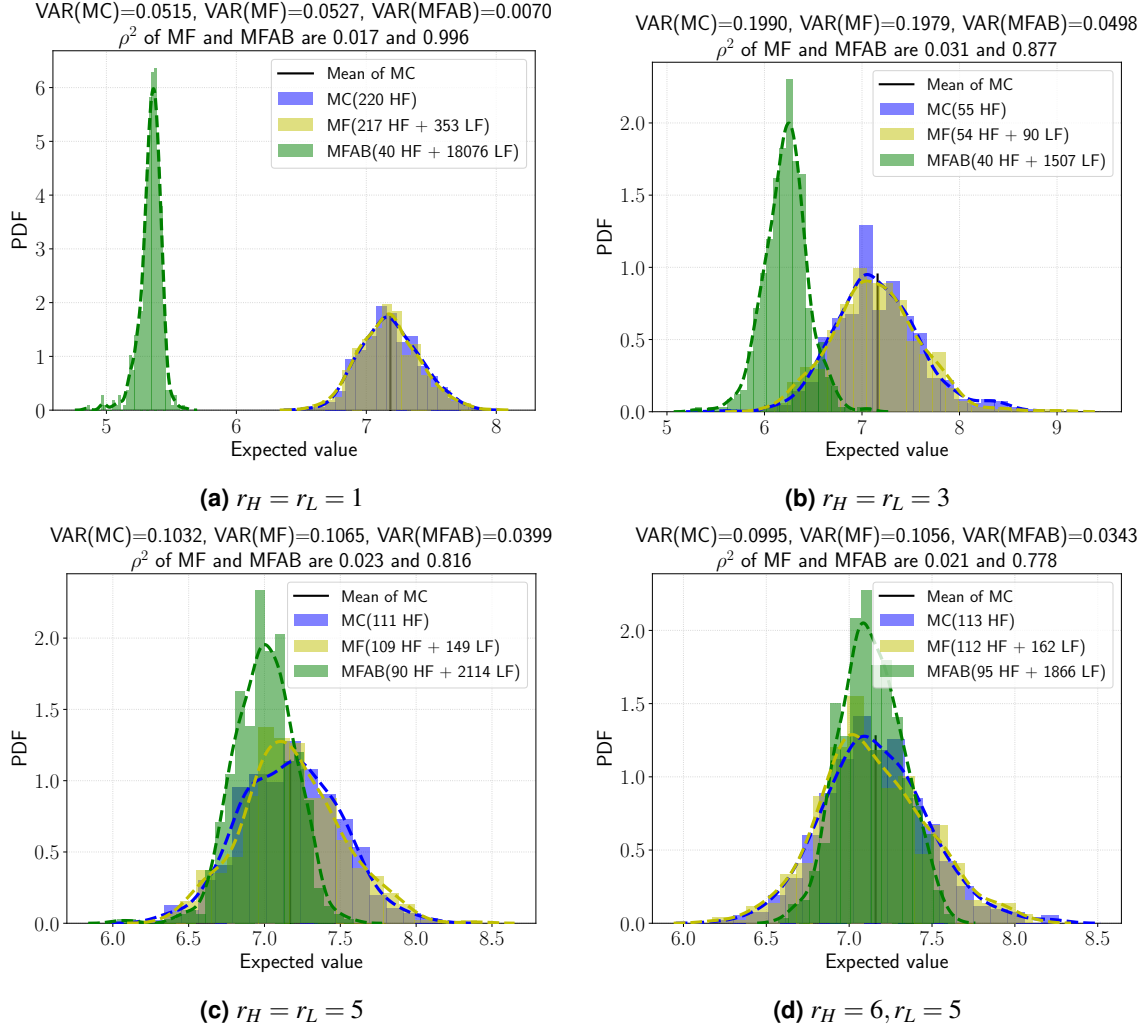 VAR(MC)=0.0515, VAR(MF)=0.0527, VAR(MFAB)=0.0070
ρ² of MF and MFAB are 0.017 and 0.996
Mean of MC
MC(220 HF)
MF(217 HF + 353 LF)
MFAB(40 HF + 18076 LF)
PDF
6
5
4
3
2
1
0
5 6 7 8
Expected value
(a) r_H = r_L = 1
VAR(MC)=0.1990, VAR(MF)=0.1979, VAR(MFAB)=0.0498
ρ² of MF and MFAB are 0.031 and 0.877
Mean of MC
MC(55 HF)
MF(54 HF + 90 LF)
MFAB(40 HF + 1507 LF)
PDF
2.0
1.5
1.0
0.5
0.0
5 6 7 8 9
Expected value
(b) r_H = r_L = 3
VAR(MC)=0.1032, VAR(MF)=0.1065, VAR(MFAB)=0.0399
ρ² of MF and MFAB are 0.023 and 0.816
Mean of MC
MC(111 HF)
MF(109 HF + 149 LF)
MFAB(90 HF + 2114 LF)
PDF
2.0
1.5
1.0
0.5
0.0
6.0 6.5 7.0 7.5 8.0 8.5
Expected value
(c) r_H = r_L = 5
VAR(MC)=0.0995, VAR(MF)=0.1056, VAR(MFAB)=0.0343
ρ² of MF and MFAB are 0.021 and 0.778
Mean of MC
MC(113 HF)
MF(112 HF + 162 LF)
MFAB(95 HF + 1866 LF)
PDF
2.0
1.5
1.0
0.5
0.0
6.0 6.5 7.0 7.5 8.0 8.5
Expected value
(d) r_H = 6, r_L = 5